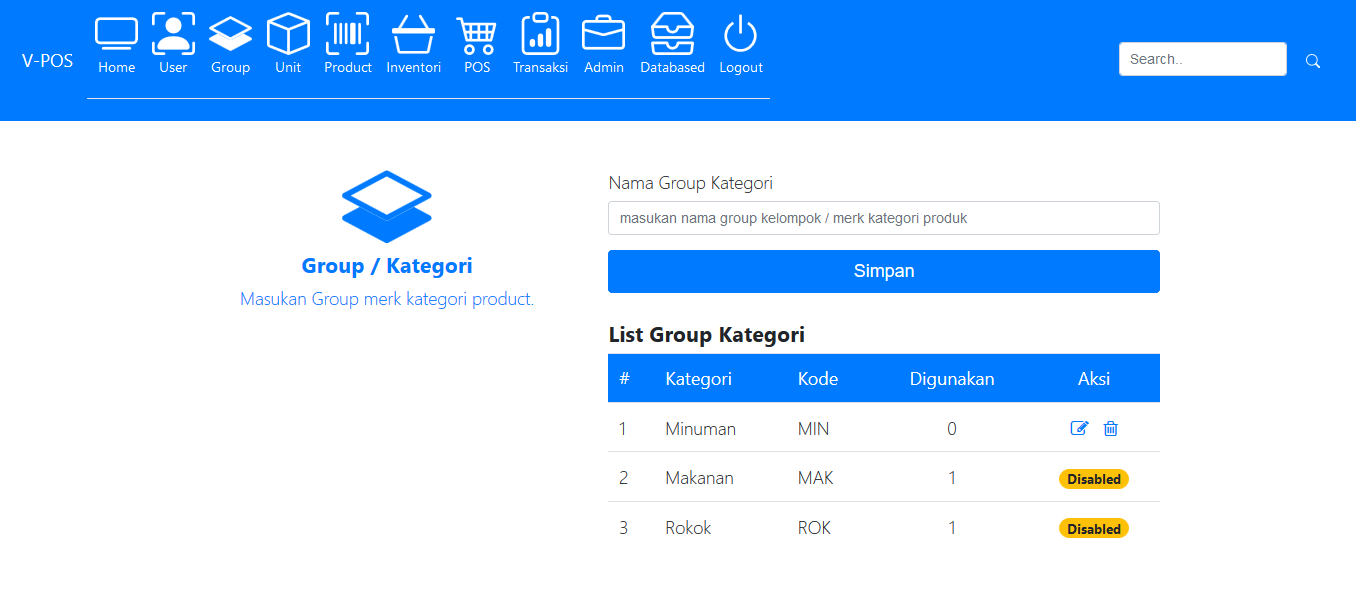 V-POS
Home User Group Unit Product Inventori POS Transaksi Admin Databased Logout
Search..
Group / Kategori
Masukan Group merk kategori product.
Nama Group Kategori
masukan nama group kelompok / merk kategori produk
Simpan
List Group Kategori
# Kategori Kode Digunakan Aksi
1 Minuman MIN 0
2 Makanan MAK 1 Disabled
3 Rokok ROK 1 Disabled